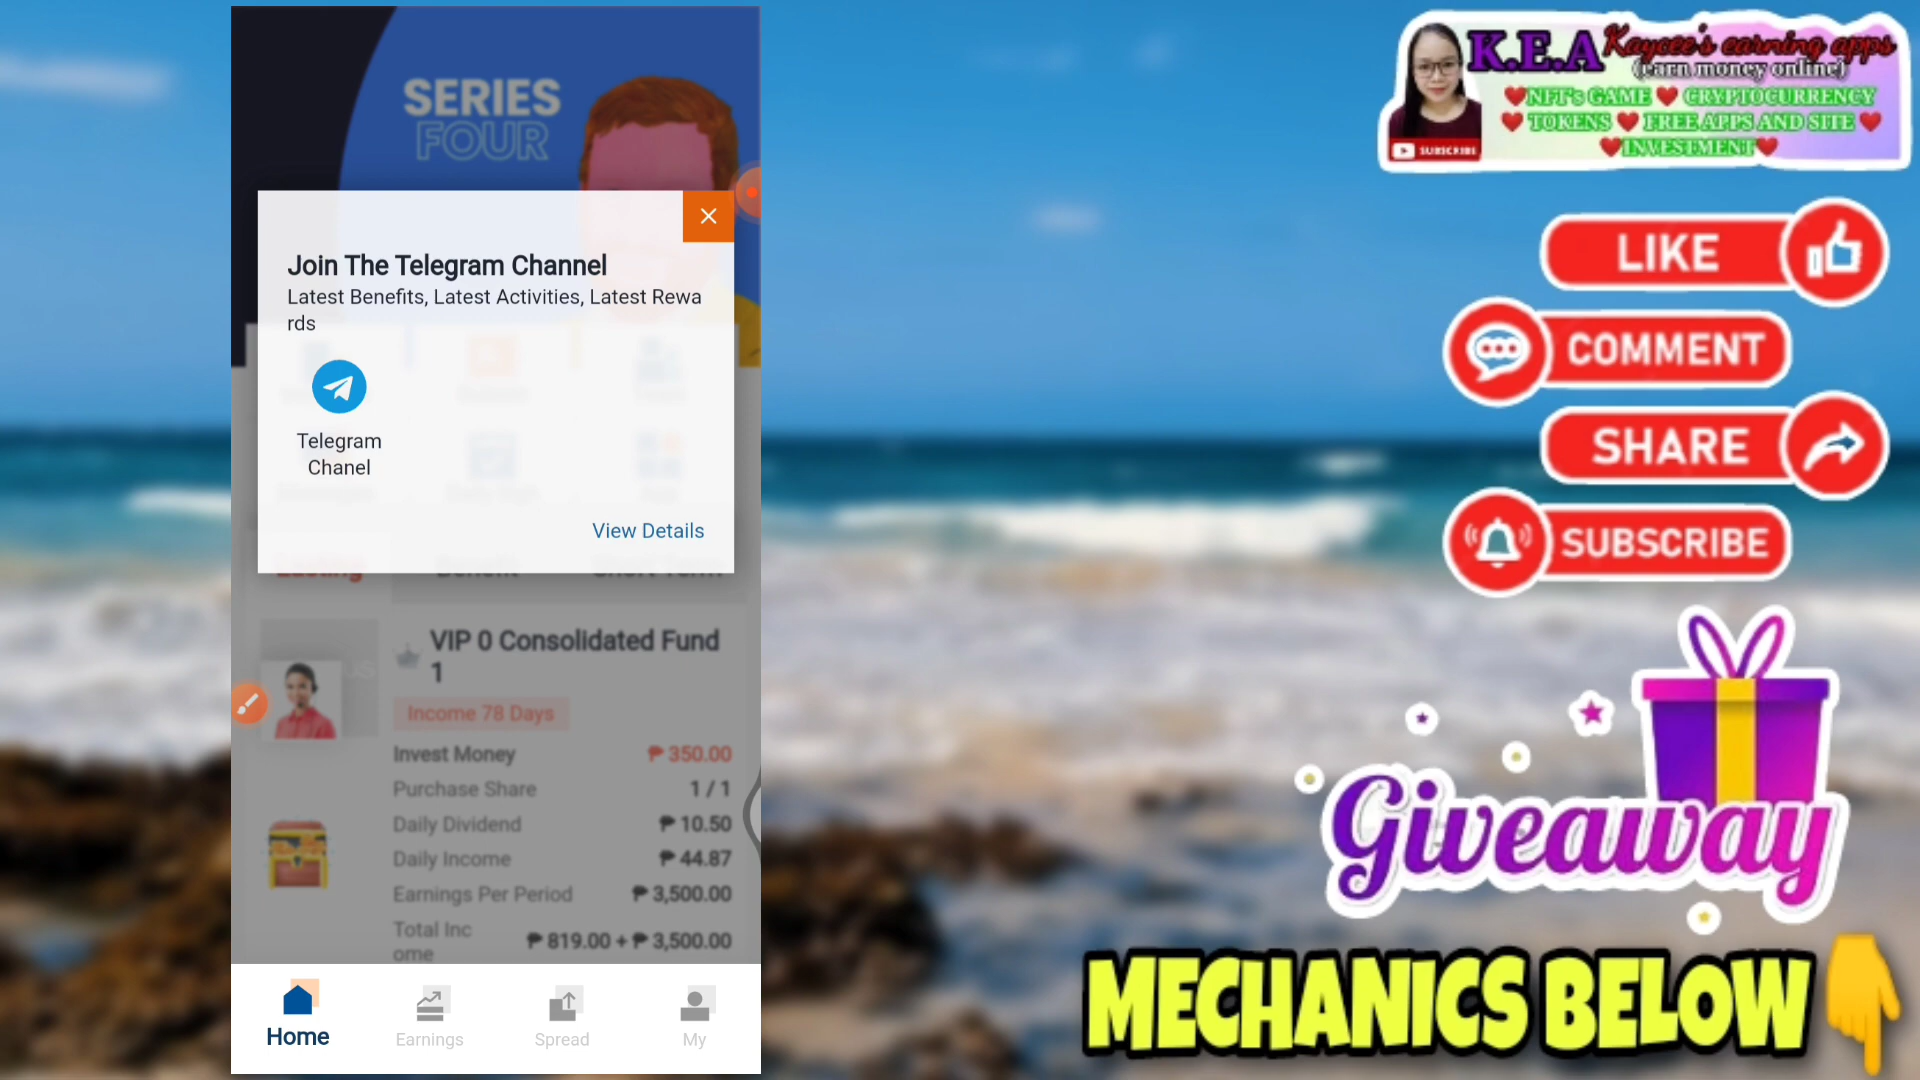 SERIES
FOUR
Join The Telegram Channel
Latest Benefits, Latest Activities, Latest Rewa
rds
Telegram
Chanel
View Details
VIP 0 Consolidated Fund
1
Income 78 Days
Invest Money ₱ 350.00
Purchase Share 1 / 1
Daily Dividend ₱ 10.50
Daily Income ₱ 44.87
Earnings Per Period ₱ 3,500.00
Total Inc
ome ₱ 819.00 + ₱ 3,500.00
Home
Earnings
Spread
My
K.E.A Kaycee's earning apps
(earn money online)
NFT's GAME CRYPTOCURRENCY
TOKENS FREE APPS AND SITE
INVESTMENT
SUBSCRIBE
LIKE
COMMENT
SHARE
SUBSCRIBE
Giveaway
MECHANICS BELOW